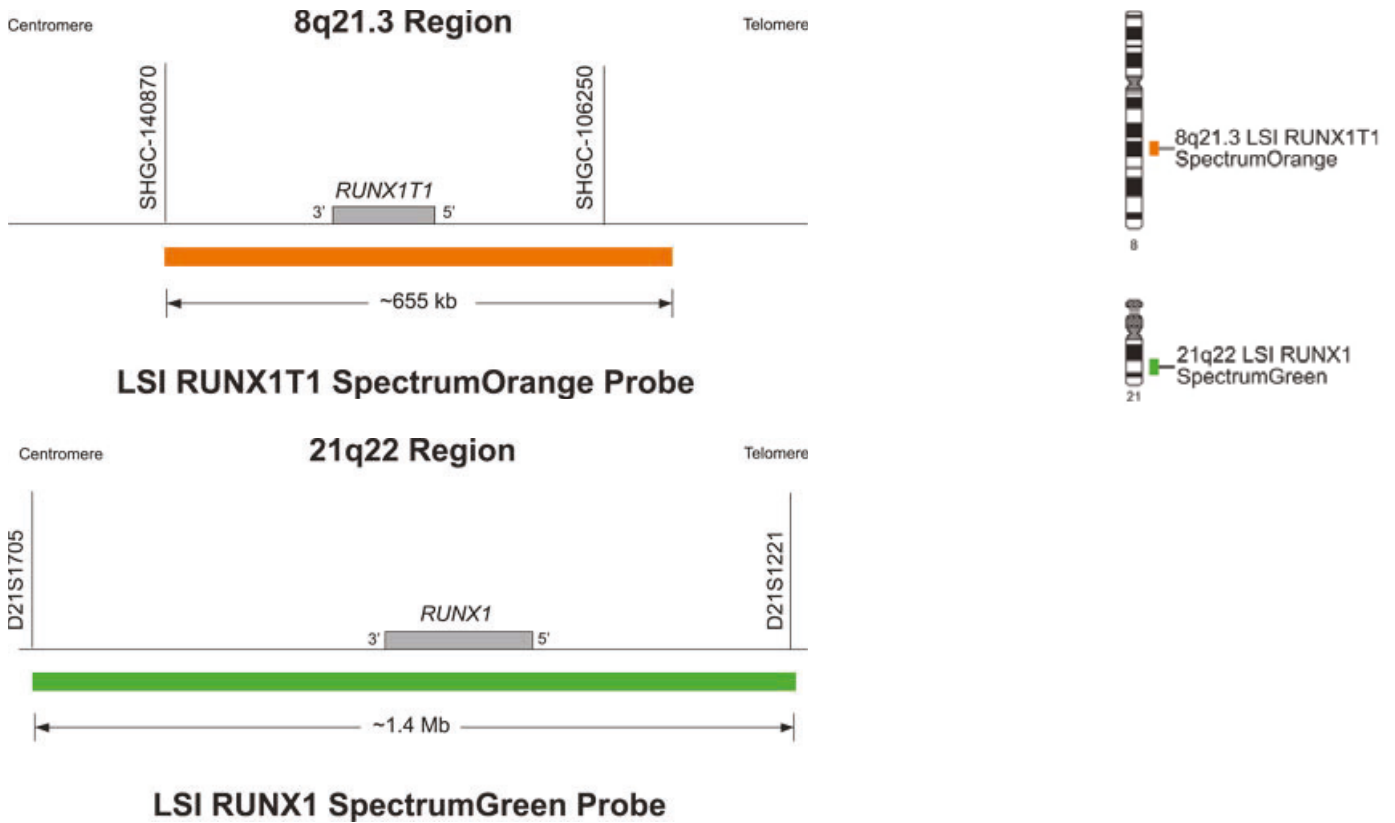 Centromere
8q21.3 Region
Telomere
SHGC-140870
SHGC-106250
RUNX1T1
3'
5'
~655 kb
LSI RUNX1T1 SpectrumOrange Probe
8q21.3 LSI RUNX1T1
SpectrumOrange
8
21q22 LSI RUNX1
SpectrumGreen
21
Centromere
21q22 Region
Telomere
D21S1705
D21S1221
RUNX1
3'
5'
~1.4 Mb
LSI RUNX1 SpectrumGreen Probe